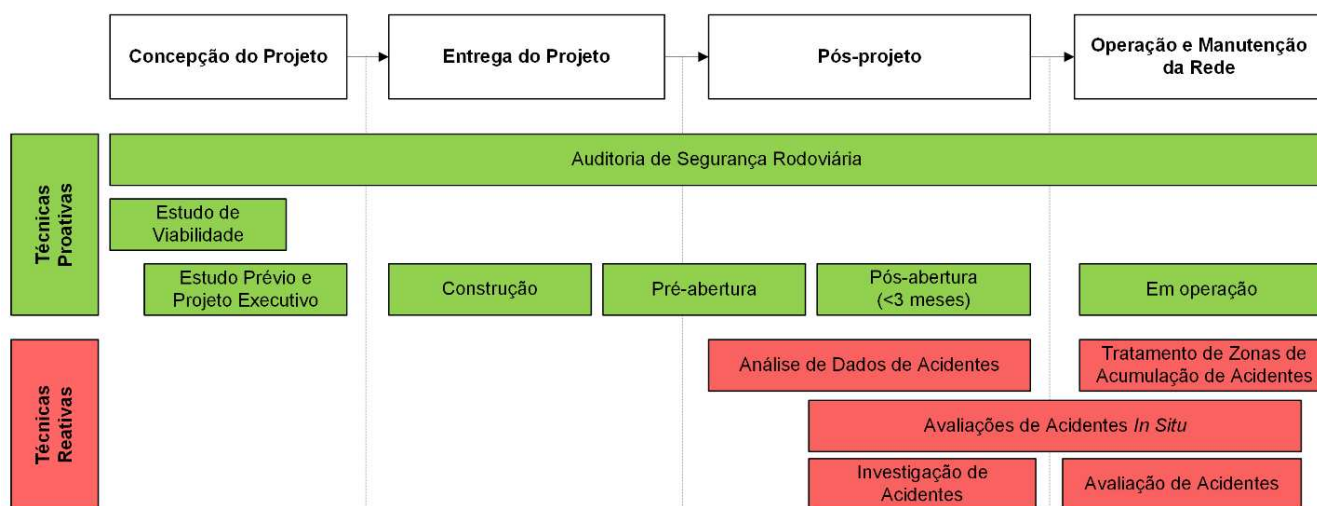 Concepção do Projeto
Entrega do Projeto
Pós-projeto
Operação e Manutenção
da Rede
Técnicas
Proativas
Auditoria de Segurança Rodoviária
Estudo de
Viabilidade
Estudo Prévio e
Projeto Executivo
Construção
Pré-abertura
Pós-abertura
(<3 meses)
Em operação
Técnicas
Reativas
Análise de Dados de Acidentes
Tratamento de Zonas de
Acumulação de Acidentes
Avaliações de Acidentes In Situ
Investigação de
Acidentes
Avaliação de Acidentes